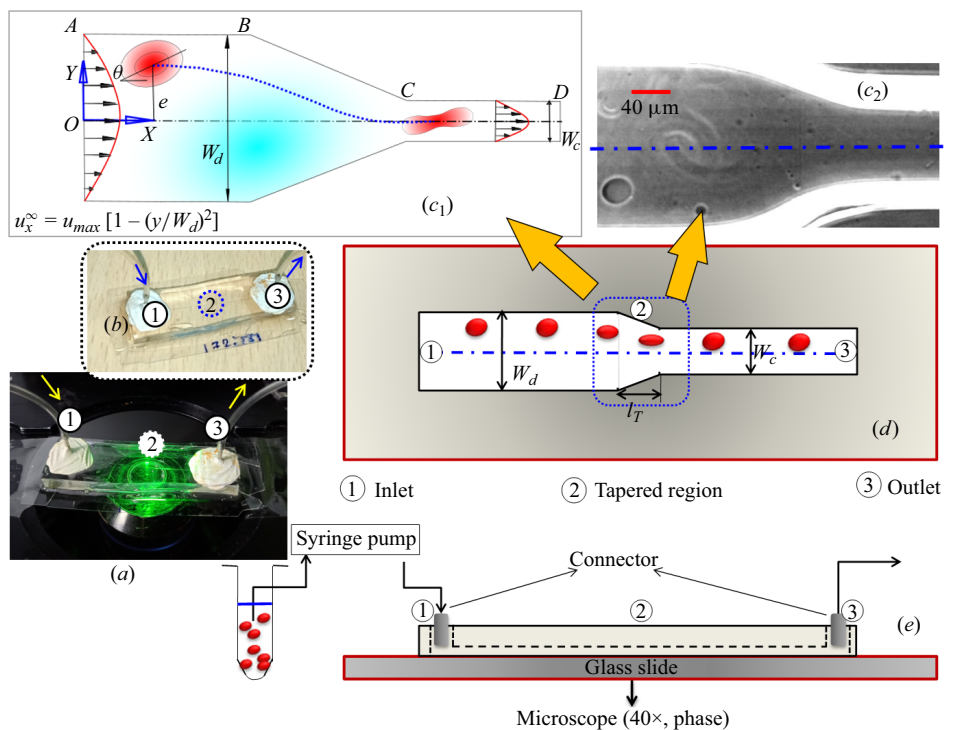 A
B
Y
θ
e
C
D
O
X
W_d
W_c
(c₁)
u_x^∞ = u_max [1 – (y/W_d)²]
40 μm
(c₂)
(b)
1
2
3
1
2
3
(a)
2
1
3
W_d
W_c
l_T
(d)
1 Inlet
2 Tapered region
3 Outlet
Syringe pump
Connector
1
2
3
(e)
Glass slide
Microscope (40×, phase)